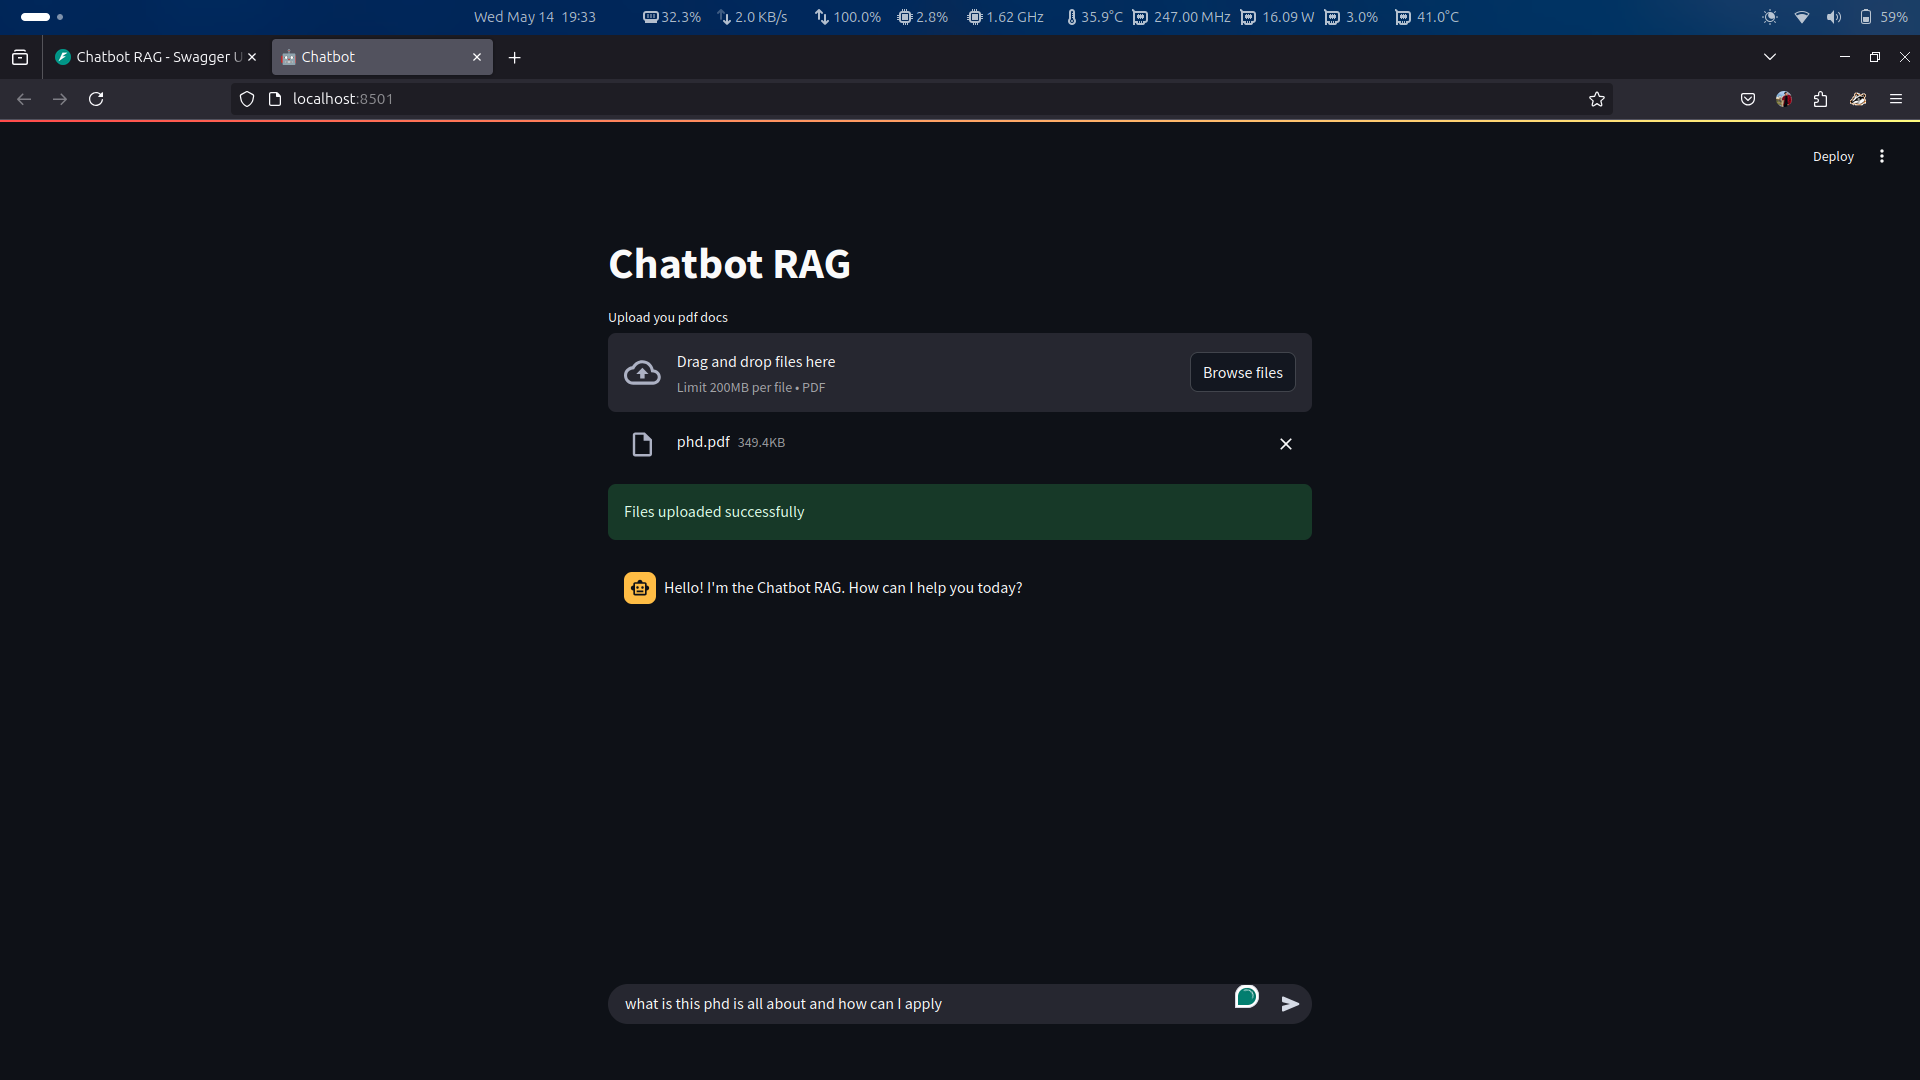 Wed May 14 19:33 32.3% 2.0 KB/s 100.0% 2.8% 1.62 GHz 35.9°C 247.00 MHz 16.09 W 3.0% 41.0°C 59%
Chatbot RAG - Swagger U
Chatbot
localhost:8501
Deploy
Chatbot RAG
Upload you pdf docs
Drag and drop files here
Limit 200MB per file • PDF
Browse files
phd.pdf 349.4KB
Files uploaded successfully
Hello! I'm the Chatbot RAG. How can I help you today?
what is this phd is all about and how can I apply